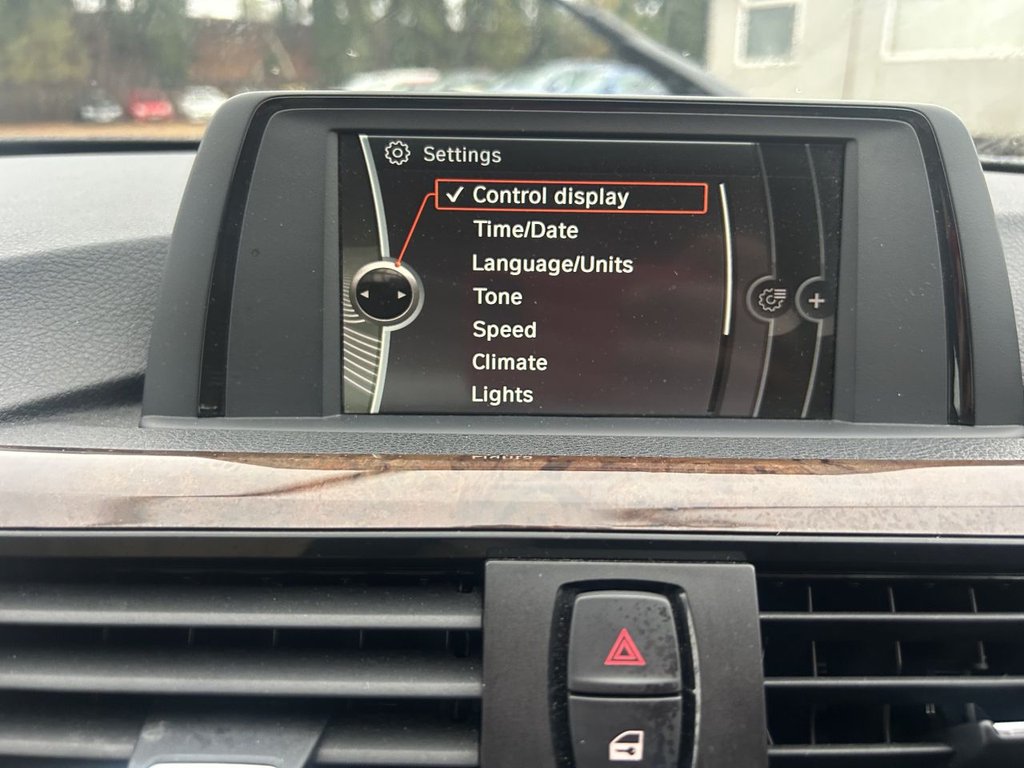 Settings
✓ Control display
Time/Date
Language/Units
Tone
Speed
Climate
Lights